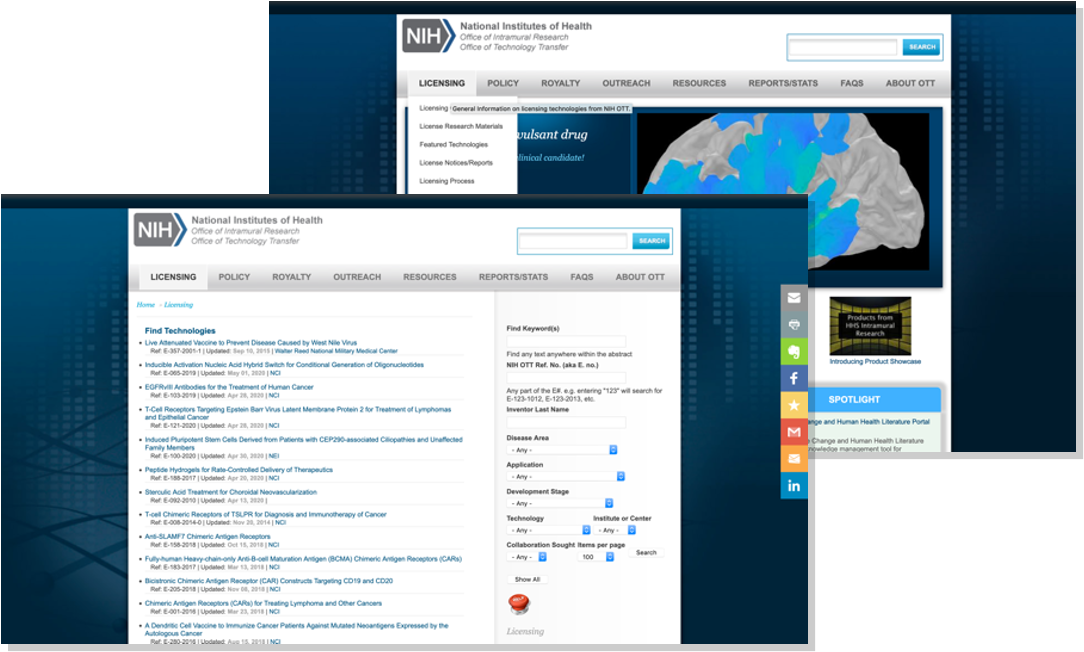 NIH
National Institutes of Health
Office of Intramural Research
Office of Technology Transfer
SEARCH
LICENSING POLICY ROYALTY OUTREACH RESOURCES REPORTS/STATS FAQS ABOUT OTT
Licensing
General Information on licensing technologies from NIH OTT.
License Research Materials
Featured Technologies
License Notices/Reports
Licensing Process
drug
clinical candidate!
Products from
HHS Intramural
Research
Introducing Product Showcase
SPOTLIGHT
and Human Health Literature Portal
Change and Human Health Literature
knowledge management tool for
NIH
National Institutes of Health
Office of Intramural Research
Office of Technology Transfer
SEARCH
LICENSING POLICY ROYALTY OUTREACH RESOURCES REPORTS/STATS FAQS ABOUT OTT
Home - Licensing
Find Technologies
Live Attenuated Vaccine to Prevent Disease Caused by West Nile Virus
Ref: E-357-2001-1 | Updated: Sep 10, 2015 | Walter Reed National Military Medical Center
Inducible Activation Nucleic Acid Hybrid Switch for Conditional Generation of Oligonucleotides
Ref: E-065-2019 | Updated: May 01, 2020 | NCI
EGFRvIII Antibodies for the Treatment of Human Cancer
Ref: E-103-2019 | Updated: Apr 28, 2020 | NCI
T-Cell Receptors Targeting Epstein Barr Virus Latent Membrane Protein 2 for Treatment of Lymphomas
and Epithelial Cancer
Ref: E-121-2020 | Updated: Apr 28, 2020 | NCI
Induced Pluripotent Stem Cells Derived from Patients with CEP290-associated Ciliopathies and Unaffected
Family Members
Ref: E-100-2020 | Updated: Apr 30, 2020 | NEI
Peptide Hydrogels for Rate-Controlled Delivery of Therapeutics
Ref: E-188-2017 | Updated: Apr 20, 2020 | NCI
Sterculic Acid Treatment for Choroidal Neovascularization
Ref: E-092-2010 | Updated: Apr 13, 2020 |
T-cell Chimeric Receptors of TSLPR for Diagnosis and Immunotherapy of Cancer
Ref: E-008-2014-0 | Updated: Nov 20, 2014 | NCI
Anti-SLAMF7 Chimeric Antigen Receptors
Ref: E-158-2018 | Updated: Oct 15, 2018 | NCI
Fully-human Heavy-chain-only Anti-B-cell Maturation Antigen (BCMA) Chimeric Antigen Receptors (CARs)
Ref: E-183-2017 | Updated: Mar 13, 2018 | NCI
Bicistronic Chimeric Antigen Receptor (CAR) Constructs Targeting CD19 and CD20
Ref: E-205-2018 | Updated: Nov 08, 2018 | NCI
Chimeric Antigen Receptors (CARs) for Treating Lymphoma and Other Cancers
Ref: E-001-2016 | Updated: Mar 23, 2018 | NCI
A Dendritic Cell Vaccine to Immunize Cancer Patients Against Mutated Neoantigens Expressed by the
Autologous Cancer
Ref: E-280-2016 | Updated: Aug 15, 2018 | NCI
Find Keyword(s)
Find any text anywhere within the abstract
NIH OTT Ref. No. (aka E. no.)
Any part of the E#. e.g. entering "123" will search for
E-123-1012, E-123-2013, etc.
Inventor Last Name
Disease Area
- Any -
Application
- Any -
Development Stage
- Any -
Technology Institute or Center
- Any - - Any -
Collaboration Sought Items per page
- Any - 100 Search
Show All
Licensing